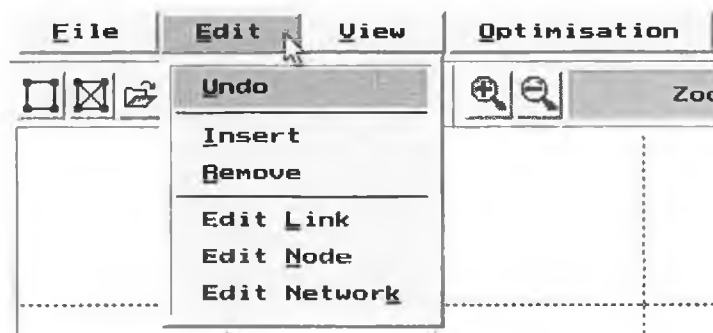 File Edit View Optimisation
Undo
Zoo
Insert
Remove
Edit Link
Edit Node
Edit Network